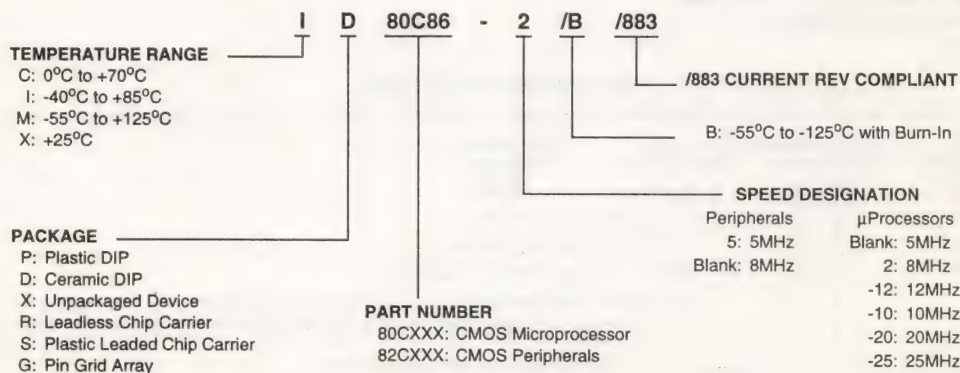 I D 80C86 - 2 /B /883
TEMPERATURE RANGE
C: 0°C to +70°C
I: -40°C to +85°C
M: -55°C to +125°C
X: +25°C
/883 CURRENT REV COMPLIANT
B: -55°C to -125°C with Burn-In
SPEED DESIGNATION
Peripherals µProcessors
5: 5MHz Blank: 5MHz
Blank: 8MHz 2: 8MHz
-12: 12MHz
-10: 10MHz
-20: 20MHz
-25: 25MHz
PACKAGE
P: Plastic DIP
D: Ceramic DIP
X: Unpackaged Device
R: Leadless Chip Carrier
S: Plastic Leaded Chip Carrier
G: Pin Grid Array
PART NUMBER
80CXXX: CMOS Microprocessor
82CXXX: CMOS Peripherals